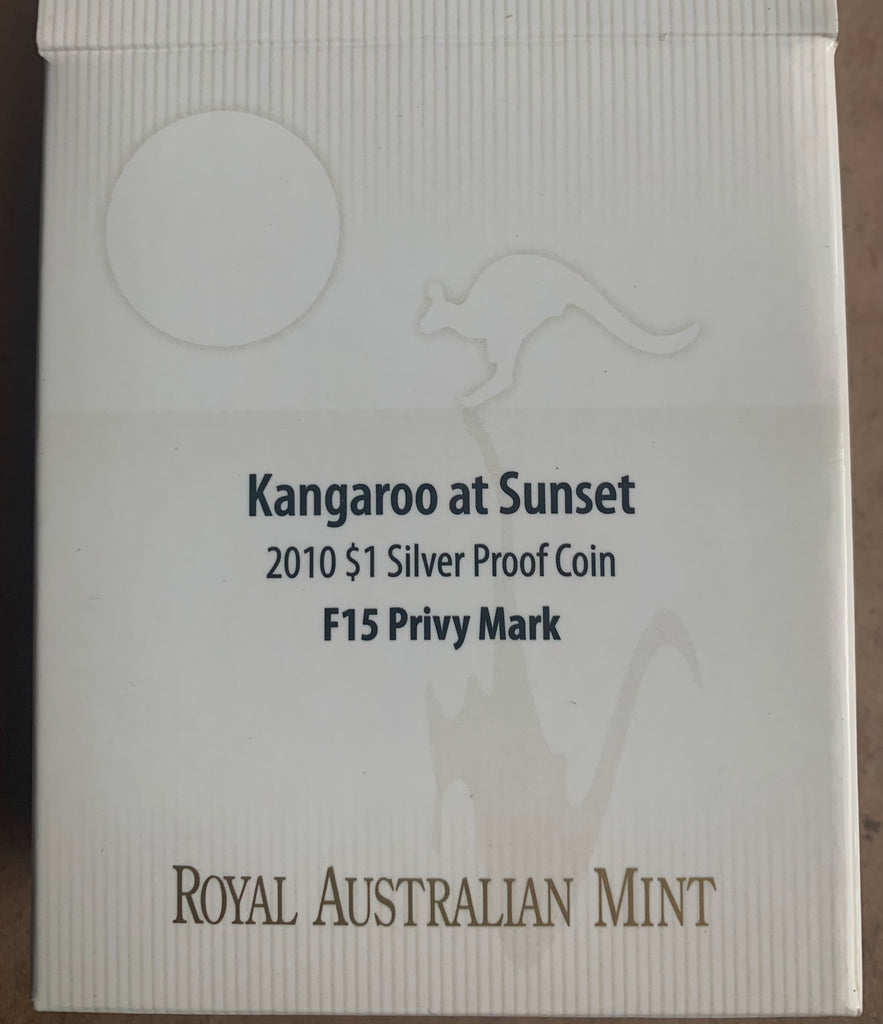 Kangaroo at Sunset
2010 $1 Silver Proof Coin
F15 Privy Mark
ROYAL AUSTRALIAN MINT